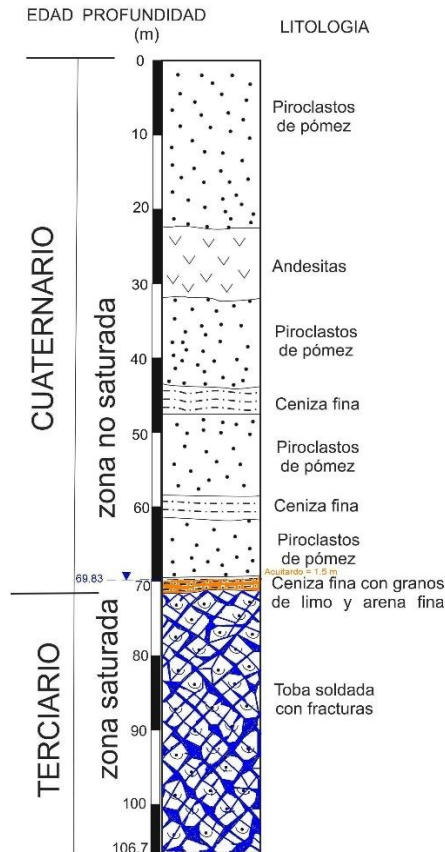 EDAD PROFUNDIDAD
(m)
LITOLOGIA
0
10
20
30
40
50
60
69.83
70
80
90
100
106.7
CUATERNARIO
TERCIARIO
zona no saturada
zona saturada
Piroclastos
de pómez
Andesitas
Piroclastos
de pómez
Ceniza fina
Piroclastos
de pómez
Ceniza fina
Piroclastos
de pómez
Acuitardo = 1.5 m
Ceniza fina con granos
de limo y arena fina
Toba soldada
con fracturas